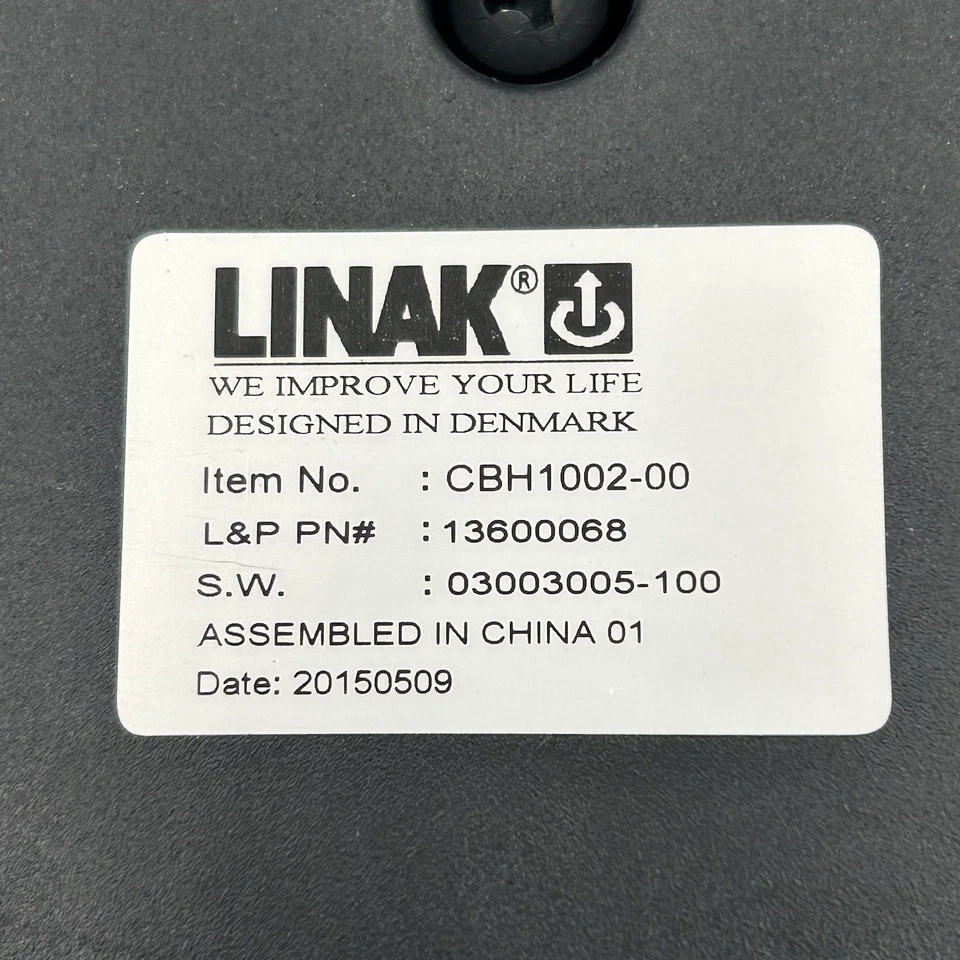 LINAK®
WE IMPROVE YOUR LIFE
DESIGNED IN DENMARK
Item No. : CBH1002-00
L&P PN# : 13600068
S.W. : 03003005-100
ASSEMBLED IN CHINA 01
Date: 20150509